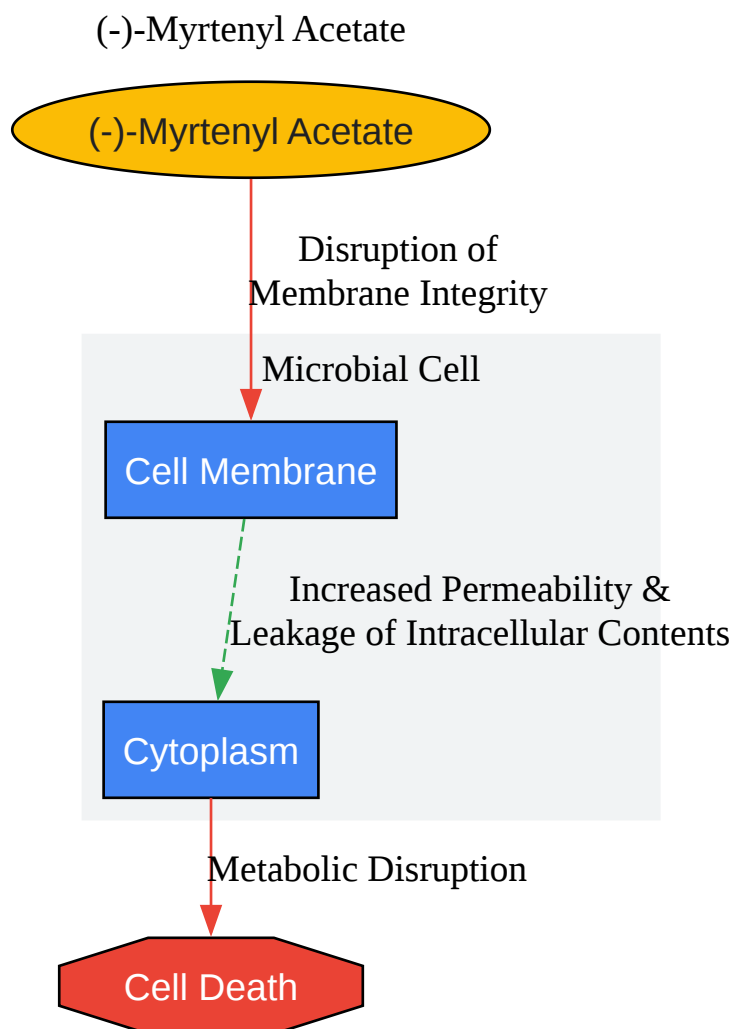 (-)-Myrtenyl Acetate
(-)-Myrtenyl Acetate
Disruption of
Membrane Integrity
Microbial Cell
Cell Membrane
Increased Permeability &
Leakage of Intracellular Contents
Cytoplasm
Metabolic Disruption
Cell Death